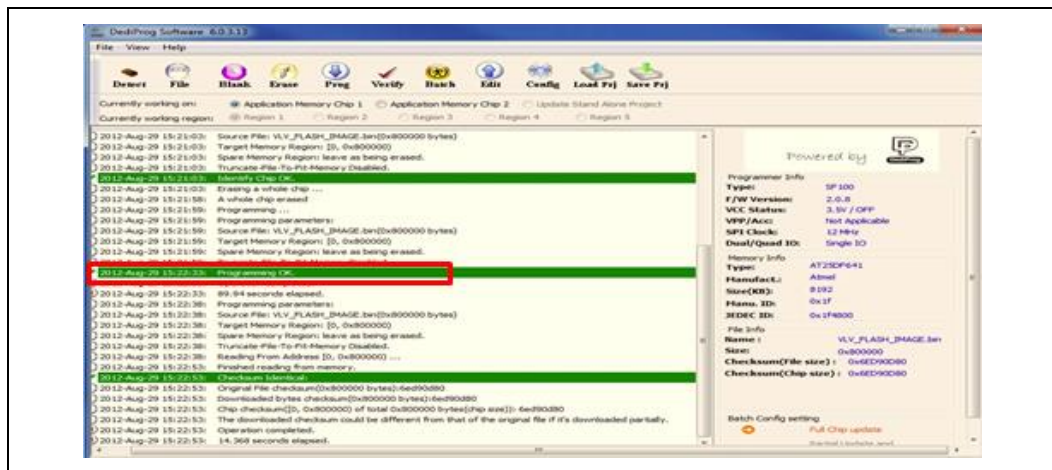 DediProg Software 6.0.3.13
File View Help
Detect File Blank Erase Prog Verify Batch Edit Config Load Prj Save Prj
Currently working on: Application Memory Chip 1 Application Memory Chip 2 Update Stand Alone Project
Currently working region: Region 1 Region 2 Region 3 Region 4 Region 5
2012-Aug-29 15:21:03: Source File: VLV_FLASH_IMAGE.bin(0x800000 bytes)
2012-Aug-29 15:21:03: Target Memory Region: [0, 0x800000)
2012-Aug-29 15:21:03: Spare Memory Region: leave as being erased.
2012-Aug-29 15:21:03: Truncate-File-To-Fit-Memory Disabled.
2012-Aug-29 15:21:03: Identify Chip OK.
2012-Aug-29 15:21:03: Erasing a whole chip ...
2012-Aug-29 15:21:58: A whole chip erased
2012-Aug-29 15:21:59: Programming ...
2012-Aug-29 15:21:59: Programming parameters:
2012-Aug-29 15:21:59: Source File: VLV_FLASH_IMAGE.bin(0x800000 bytes)
2012-Aug-29 15:21:59: Target Memory Region: [0, 0x800000)
2012-Aug-29 15:21:59: Spare Memory Region: leave as being erased.
2012-Aug-29 15:22:33: Programming OK.
2012-Aug-29 15:22:33: 89.94 seconds elapsed.
2012-Aug-29 15:22:38: Programming parameters:
2012-Aug-29 15:22:38: Source File: VLV_FLASH_IMAGE.bin(0x800000 bytes)
2012-Aug-29 15:22:38: Target Memory Region: [0, 0x800000)
2012-Aug-29 15:22:38: Spare Memory Region: leave as being erased.
2012-Aug-29 15:22:38: Truncate-File-To-Fit-Memory Disabled.
2012-Aug-29 15:22:38: Reading From Address [0, 0x800000) ...
2012-Aug-29 15:22:53: Finished reading from memory.
2012-Aug-29 15:22:53: Checksum Identical:
2012-Aug-29 15:22:53: Original File checksum(0x800000 bytes):6ed90d80
2012-Aug-29 15:22:53: Downloaded bytes checksum(0x800000 bytes):6ed90d80
2012-Aug-29 15:22:53: Chip checksum([0, 0x800000) of total 0x800000 bytes(chip size)): 6ed90d80
2012-Aug-29 15:22:53: The downloaded checksum could be different from that of the original file if it's downloaded partially.
2012-Aug-29 15:22:53: Operation completed.
2012-Aug-29 15:22:53: 14.368 seconds elapsed.
Powered by
Programmer Info
Type: SF100
F/W Version: 2.0.8
VCC Status: 3.5V / OFF
VPP/Acc: Not Applicable
SPI Clock: 12 MHz
Dual/Quad IO: Single IO
Memory Info
Type: AT25DF641
Manufact.: Atmel
Size(KB): 8192
Manu. ID: 0x1f
JEDEC ID: 0x1f4800
File Info
Name : VLV_FLASH_IMAGE.bin
Size: 0x800000
Checksum(File size) : 0x6ED90D80
Checksum(Chip size) : 0x6ED90D80
Batch Config setting
Full Chip update